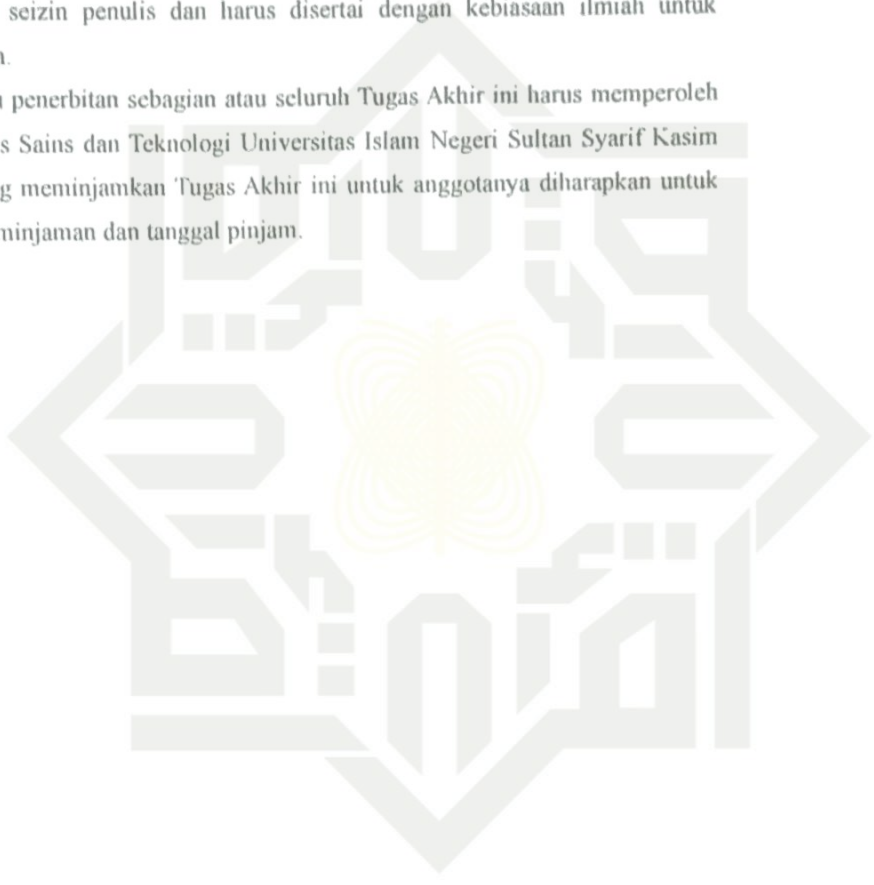 seizin penulis dan harus disertai dengan kebiasaan ilmiah untuk
penerbitan sebagian atau seluruh Tugas Akhir ini harus memperoleh
s Sains dan Teknologi Universitas Islam Negeri Sultan Syarif Kasim
g meminjamkan Tugas Akhir ini untuk anggotanya diharapkan untuk
minjaman dan tanggal pinjam.